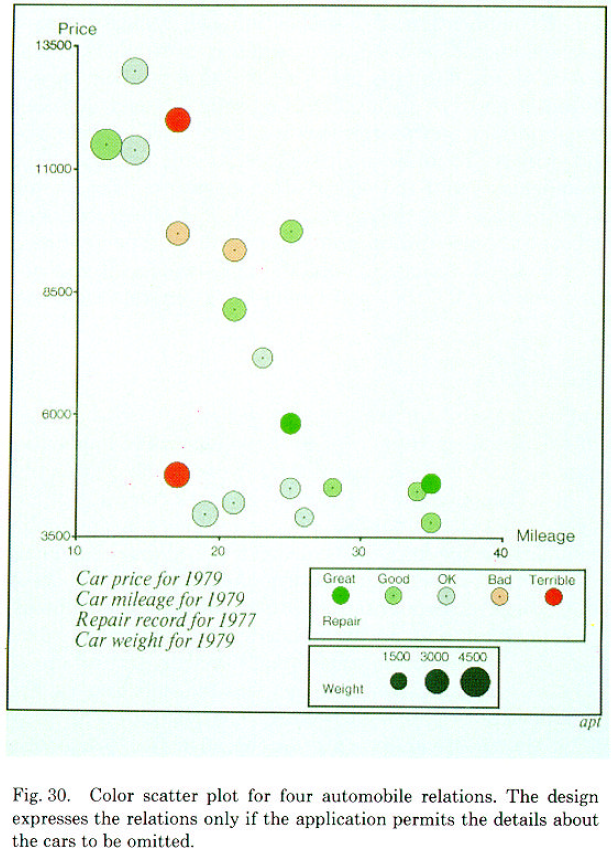 Price
13500
11000
8500
6000
3500
Mileage
10 20 30 40
Car price for 1979
Car mileage for 1979
Repair record for 1977
Car weight for 1979
Great Good OK Bad Terrible
Repair
1500 3000 4500
Weight
apt
Fig. 30. Color scatter plot for four automobile relations. The design
expresses the relations only if the application permits the details about
the cars to be omitted.